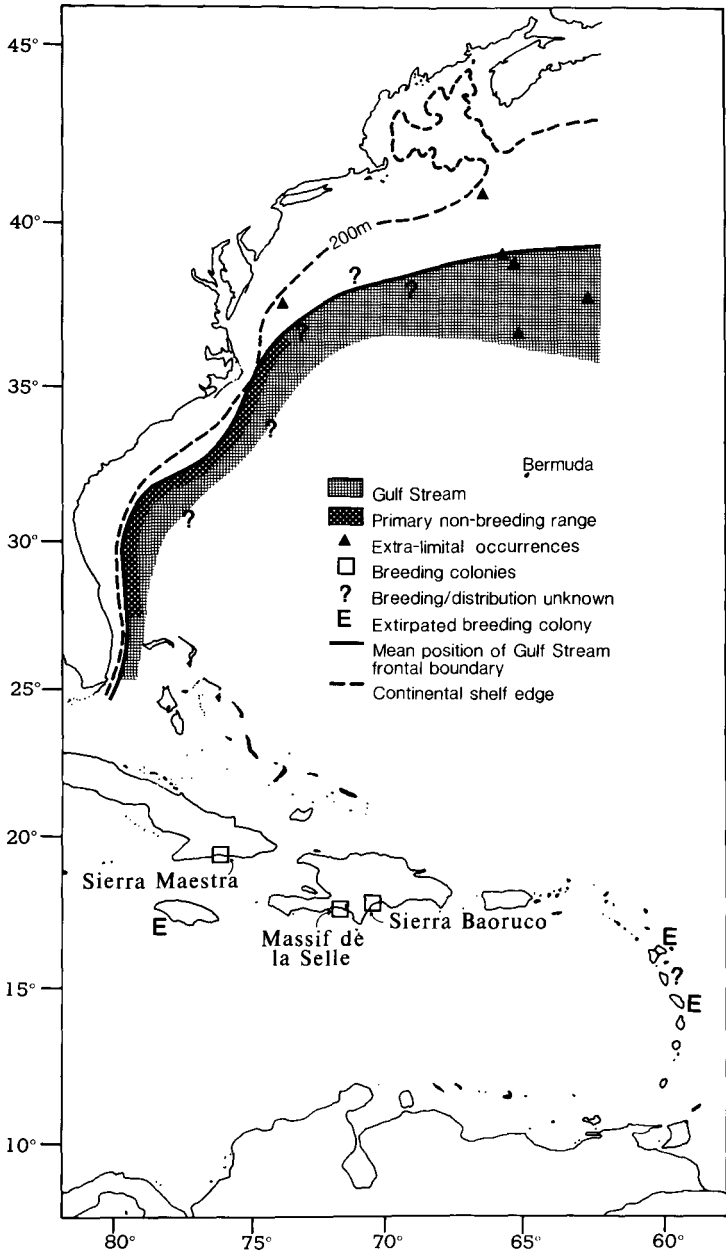 45°
40°
35°
30°
25°
20°
15°
10°
200m
?
?
?
?
?
Bermuda
Gulf Stream
Primary non-breeding range
Extra-limital occurrences
Breeding colonies
? Breeding/distribution unknown
E Extirpated breeding colony
Mean position of Gulf Stream
frontal boundary
Continental shelf edge
Sierra Maestra
E
Massif de
la Selle
Sierra Baoruco
E
?
E
80°
75°
70°
65°
60°